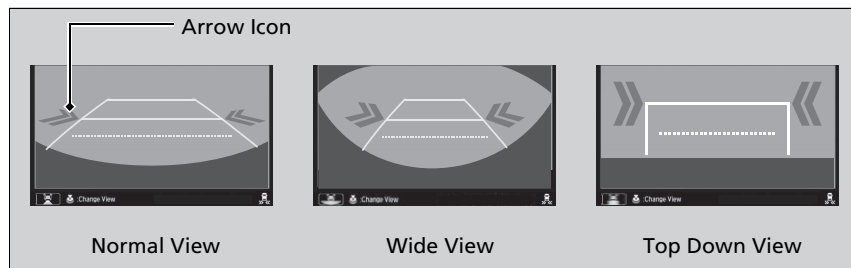 Arrow Icon
:Change View
:Change View
:Change View
Normal View
Wide View
Top Down View